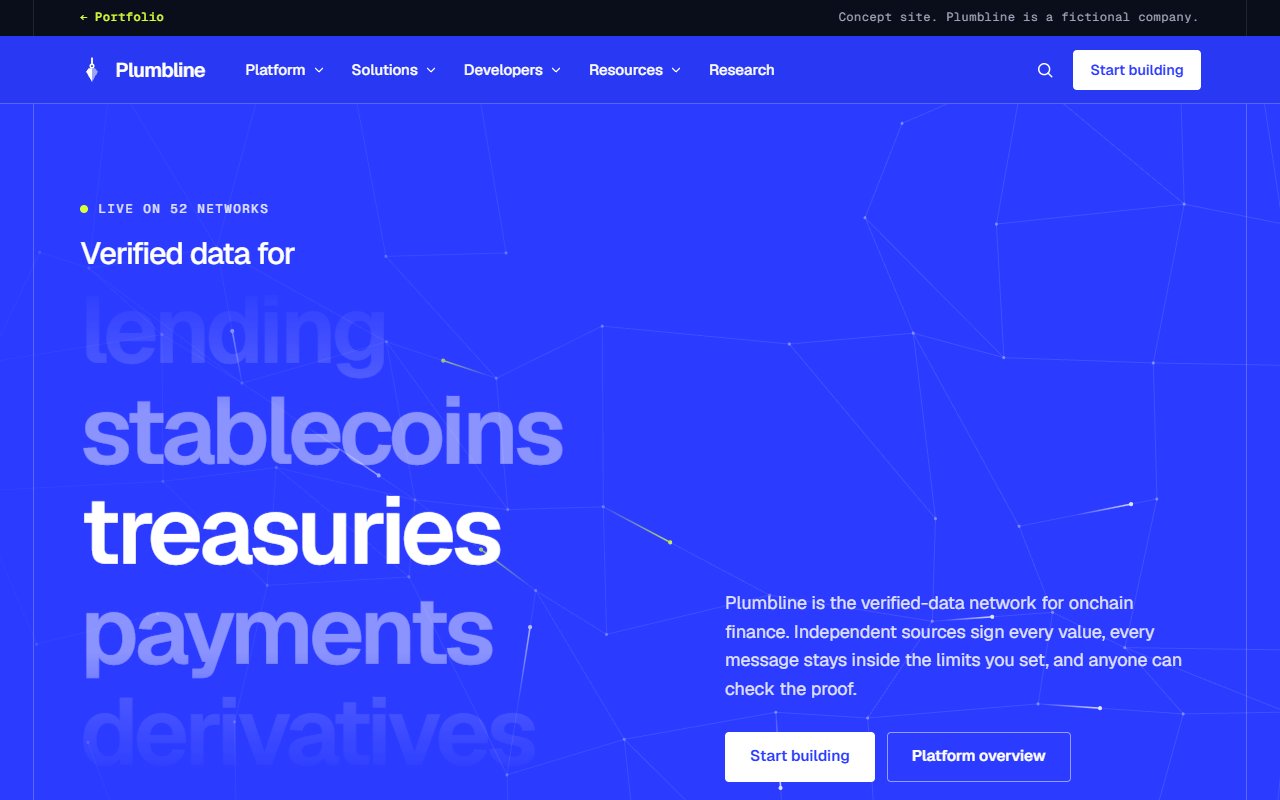 ← Portfolio
Concept site. Plumbline is a fictional company.
Plumbline
Platform
Solutions
Developers
Resources
Research
Start building
LIVE ON 52 NETWORKS
Verified data for
lending
stablecoins
treasuries
payments
derivatives
Plumbline is the verified-data network for onchain
finance. Independent sources sign every value, every
message stays inside the limits you set, and anyone can
check the proof.
Start building
Platform overview